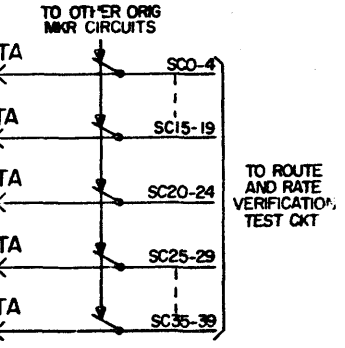 TO OTHER ORIG
MKR CIRCUITS
TA
SC0-4
TA
SC15-19
TA
SC20-24
TO ROUTE
AND RATE
VERIFICATION
TEST CKT
TA
SC25-29
TA
SC35-39